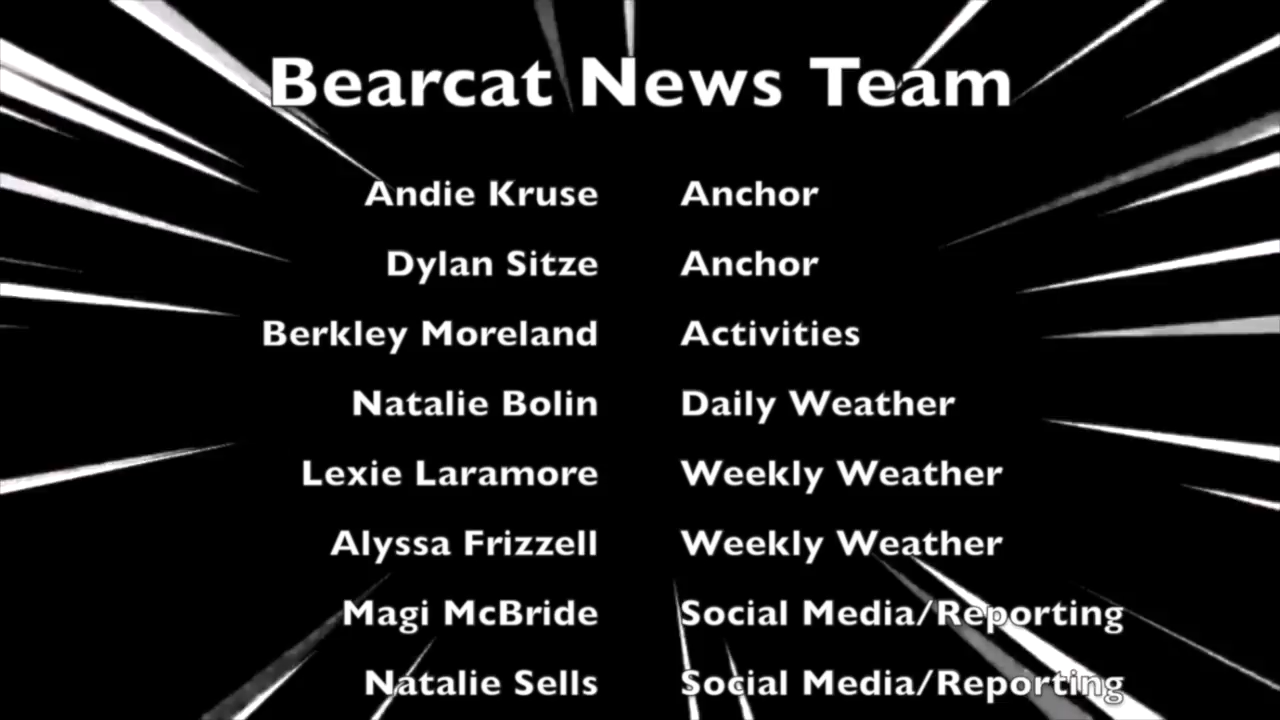 Bearcat News Team
Andie Kruse Anchor
Dylan Sitze Anchor
Berkley Moreland Activities
Natalie Bolin Daily Weather
Lexie Laramore Weekly Weather
Alyssa Frizzell Weekly Weather
Magi McBride Social Media/Reporting
Natalie Sells Social Media/Reporting